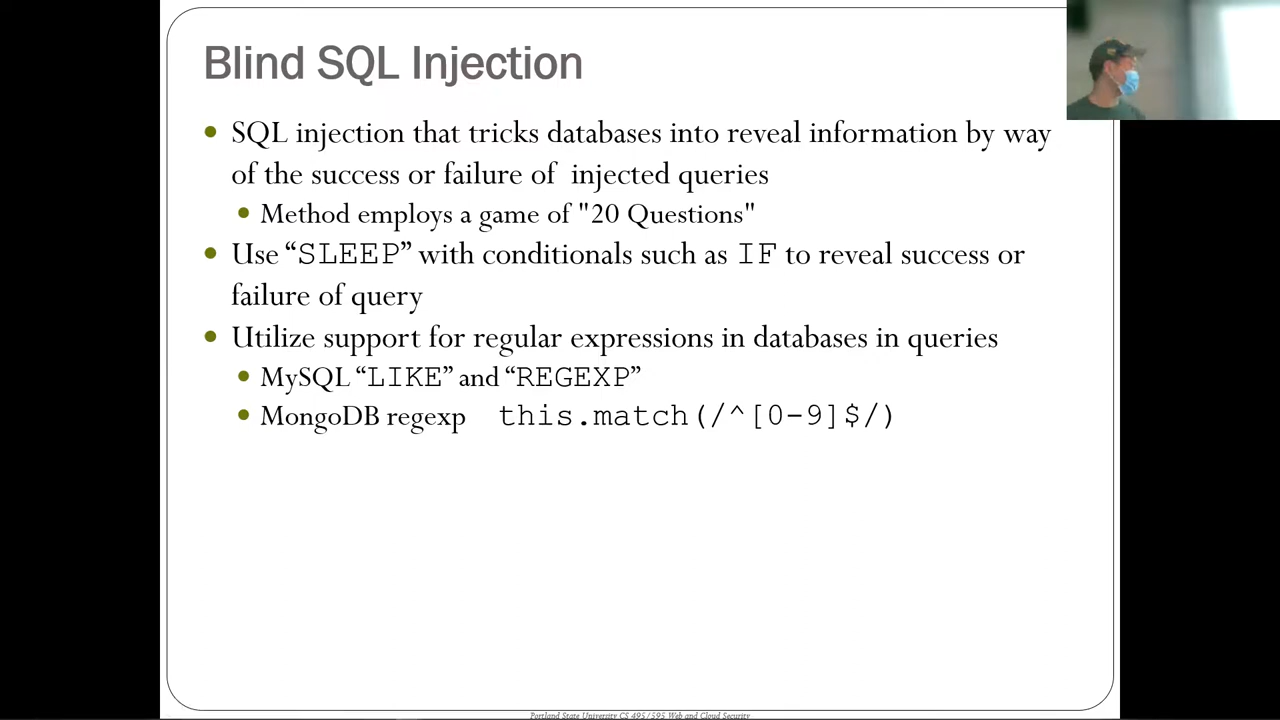 Blind SQL Injection
SQL injection that tricks databases into reveal information by way
of the success or failure of  injected queries
Method employs a game of "20 Questions"
Use “SLEEP” with conditionals such as IF to reveal success or
failure of query
Utilize support for regular expressions in databases in queries
MySQL “LIKE” and “REGEXP”
MongoDB regexp this.match(/^[0-9]$/)
Portland State University CS 495/595 Web and Cloud Security